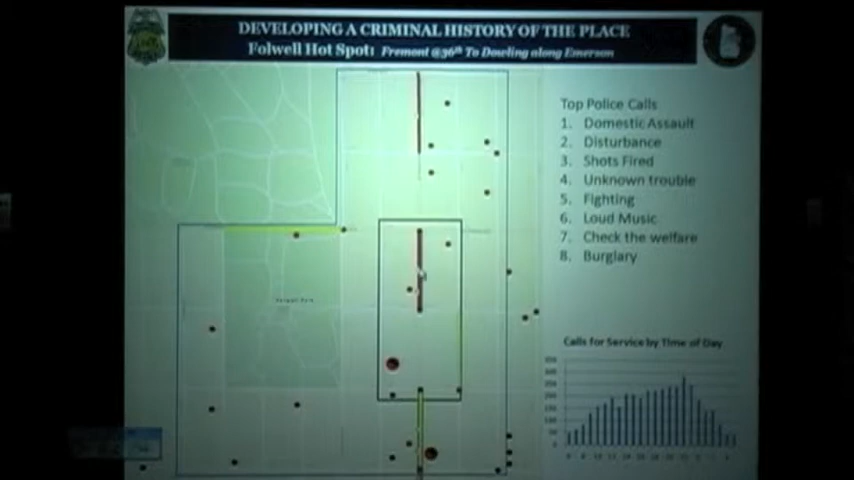 DEVELOPING A CRIMINAL HISTORY OF THE PLACE
Folwell Hot Spot: Fremont @36th To Dowling along Emerson
Top Police Calls
1. Domestic Assault
2. Disturbance
3. Shots Fired
4. Unknown trouble
5. Fighting
6. Loud Music
7. Check the welfare
8. Burglary
Folwell Park
Calls for Service by Time of Day